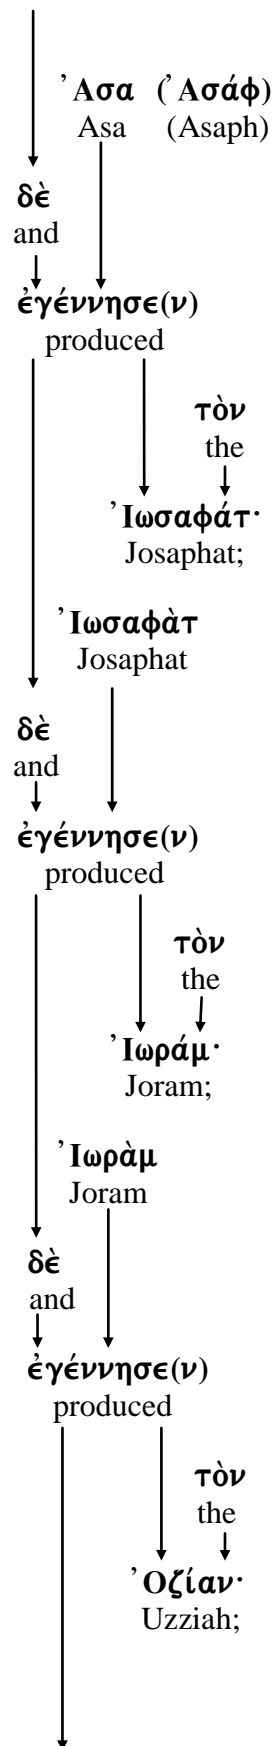 Ἀσα (Ἀσάφ)
Asa (Asaph)
δὲ
and
ἐγέννησε(ν)
produced
τὸν
the
Ἰωσαφάτ·
Josaphat;
Ἰωσαφὰτ
Josaphat
δὲ
and
ἐγέννησε(ν)
produced
τὸν
the
Ἰωράμ·
Joram;
Ἰωρὰμ
Joram
δὲ
and
ἐγέννησε(ν)
produced
τὸν
the
Ὀζίαν·
Uzziah;